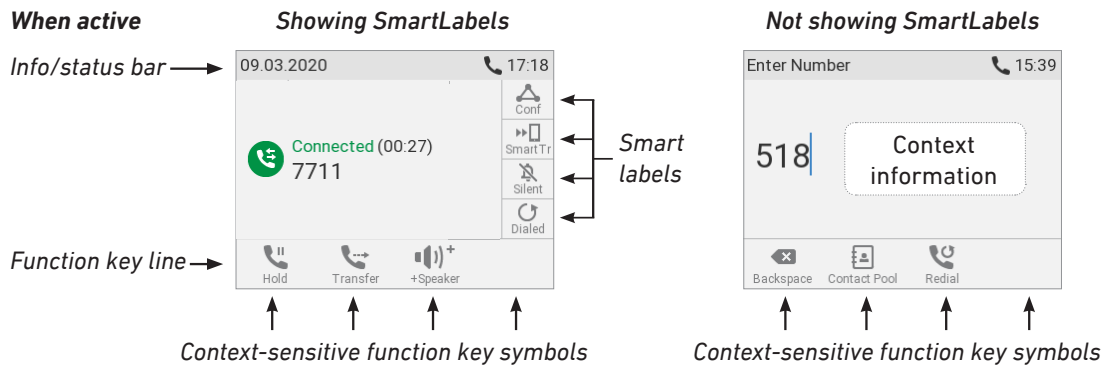 When active
Showing SmartLabels
Not showing SmartLabels
Info/status bar
09.03.2020 17:18
Conf
SmartTr
Silent
Dialed
Connected (00:27)
7711
Smart
labels
Function key line
Hold Transfer +Speaker
Context-sensitive function key symbols
Enter Number 15:39
518
Context
information
Backspace Contact Pool Redial
Context-sensitive function key symbols